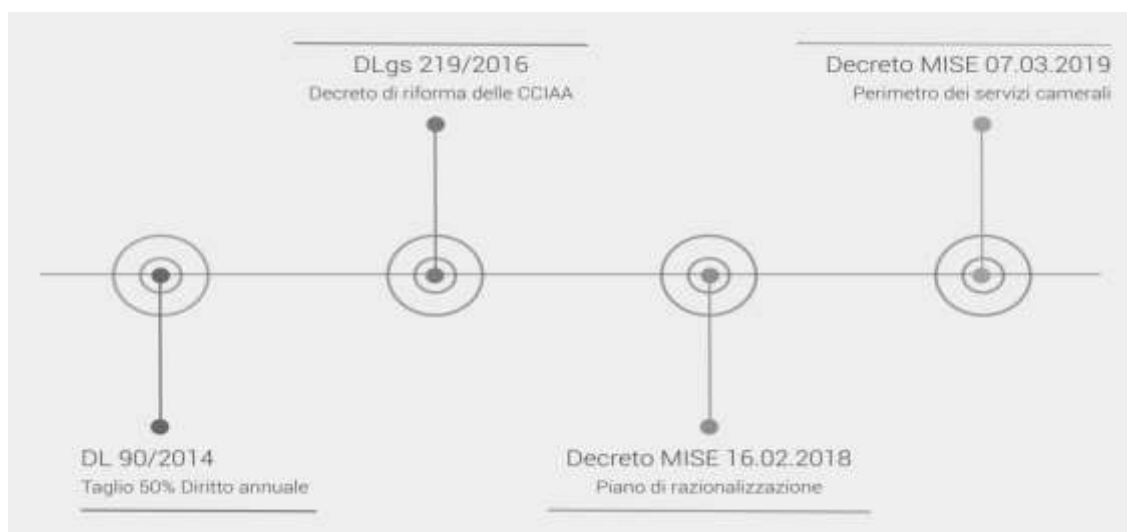 DL 90/2014
Taglio 50% Diritto annuale
DLgs 219/2016
Decreto di riforma delle CCIAA
Decreto MISE 16.02.2018
Piano di razionalizzazione
Decreto MISE 07.03.2019
Perimetro dei servizi camerali